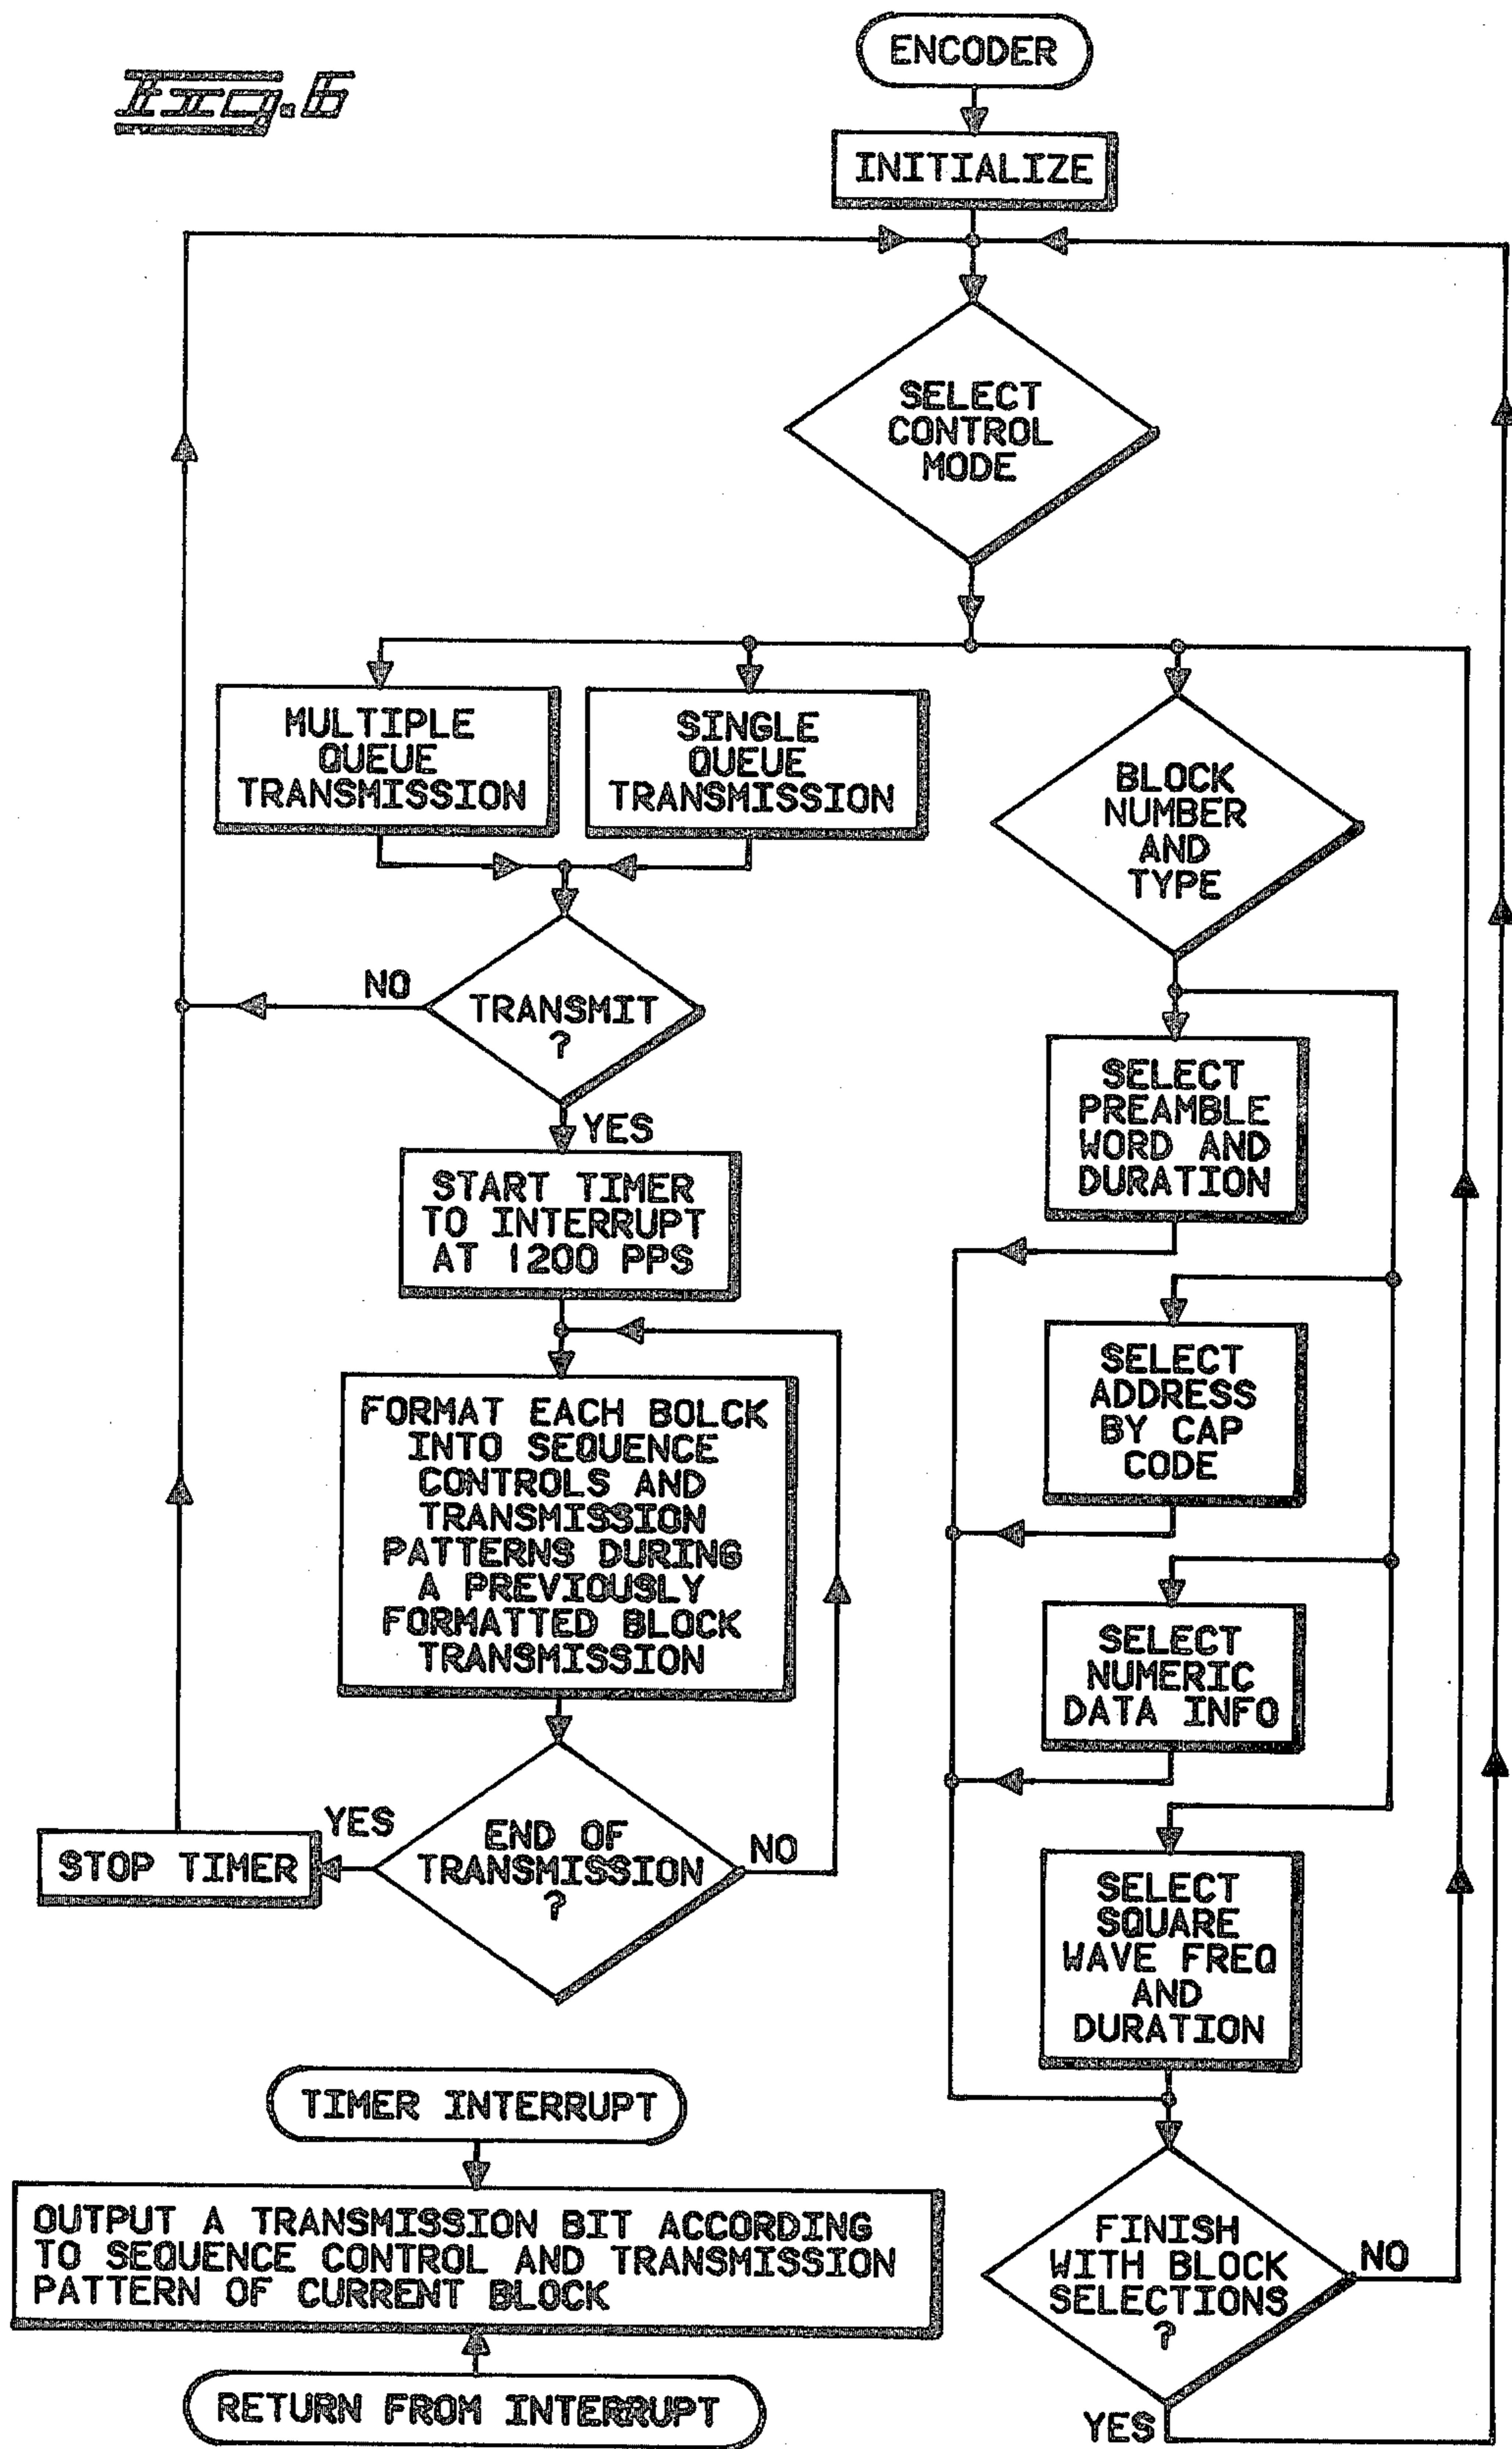 Fig. 6
ENCODER
INITIALIZE
SELECT
CONTROL
MODE
MULTIPLE
QUEUE
TRANSMISSION
SINGLE
QUEUE
TRANSMISSION
BLOCK
NUMBER
AND
TYPE
NO
TRANSMIT
?
YES
START TIMER
TO INTERRUPT
AT 1200 PPS
FORMAT EACH BOLCK
INTO SEQUENCE
CONTROLS AND
TRANSMISSION
PATTERNS DURING
A PREVIOUSLY
FORMATTED BLOCK
TRANSMISSION
YES
STOP TIMER
END OF
TRANSMISSION
?
NO
SELECT
PREAMBLE
WORD AND
DURATION
SELECT
ADDRESS
BY CAP
CODE
SELECT
NUMERIC
DATA INFO
SELECT
SQUARE
WAVE FREQ
AND
DURATION
FINISH
WITH BLOCK
SELECTIONS
?
NO
YES
TIMER INTERRUPT
OUTPUT A TRANSMISSION BIT ACCORDING
TO SEQUENCE CONTROL AND TRANSMISSION
PATTERN OF CURRENT BLOCK
RETURN FROM INTERRUPT